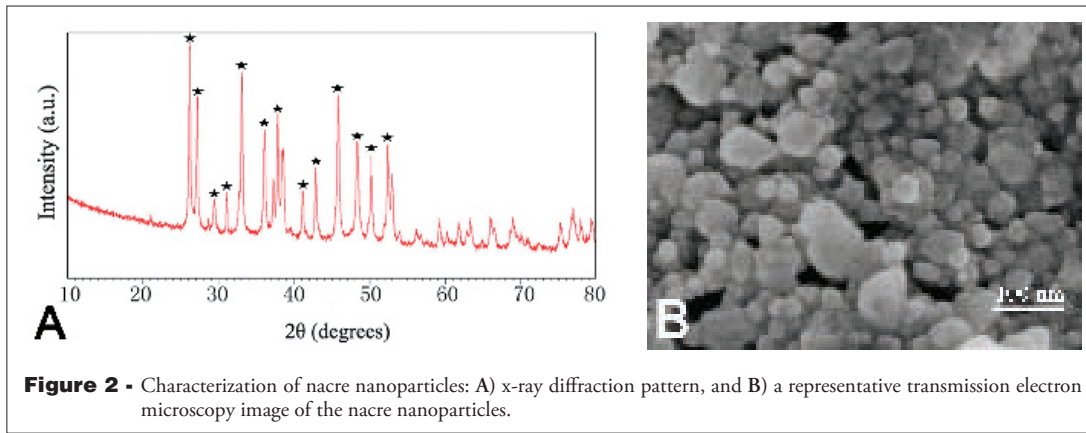 Intensity (a.u.)
★
★
★
★
★
★
★
★
★
★
★
★
★
10 20 30 40 50 60 70 80
2θ (degrees)
A
B
nm
Figure 2 - Characterization of nacre nanoparticles: A) x-ray diffraction pattern, and B) a representative transmission electron
microscopy image of the nacre nanoparticles.